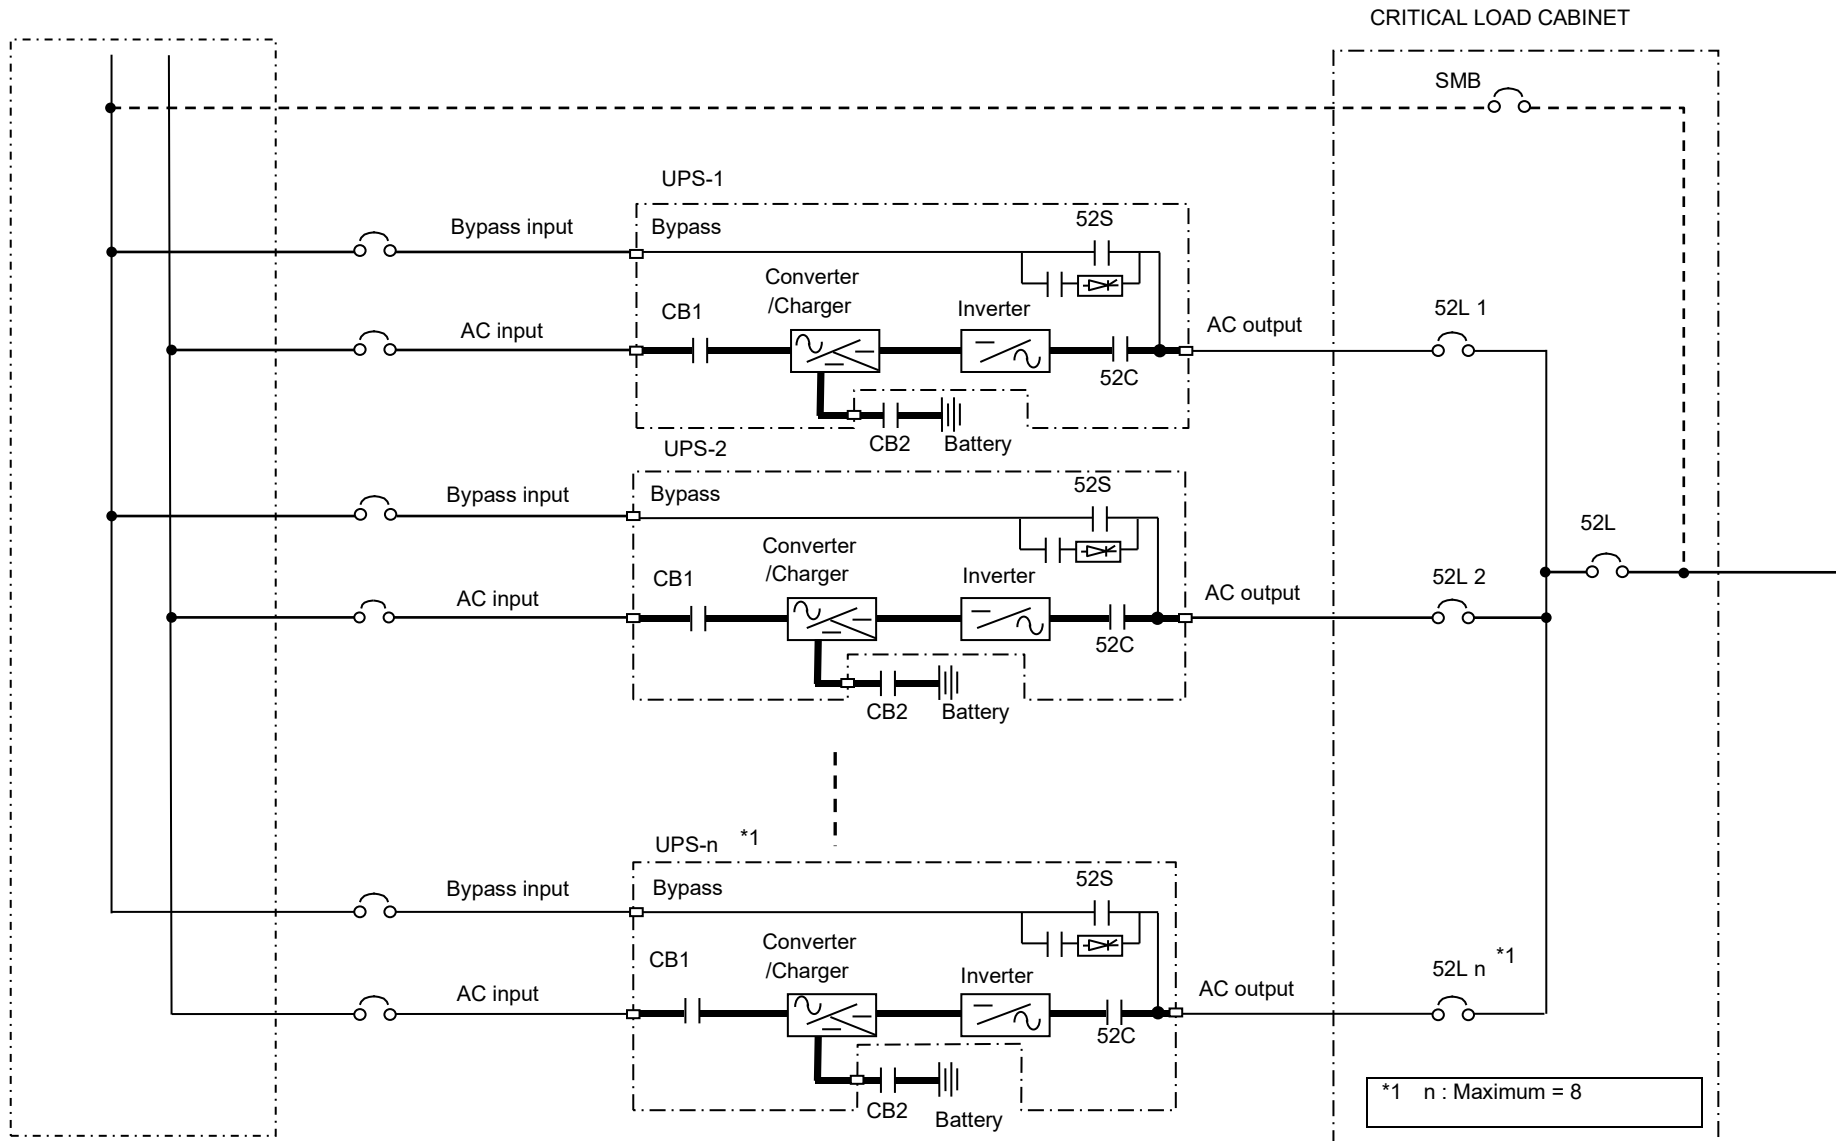 CRITICAL LOAD CABINET
SMB
UPS-1
Bypass input
Bypass
52S
Converter
/Charger
CB1
Inverter
AC input
AC output
52L 1
52C
CB2
Battery
UPS-2
Bypass input
Bypass
52S
Converter
/Charger
CB1
Inverter
AC input
AC output
52L 2
52L
52C
CB2
Battery
UPS-n *1
Bypass input
Bypass
52S
Converter
/Charger
CB1
Inverter
AC input
AC output
52L n *1
52C
CB2
Battery
*1 n : Maximum = 8